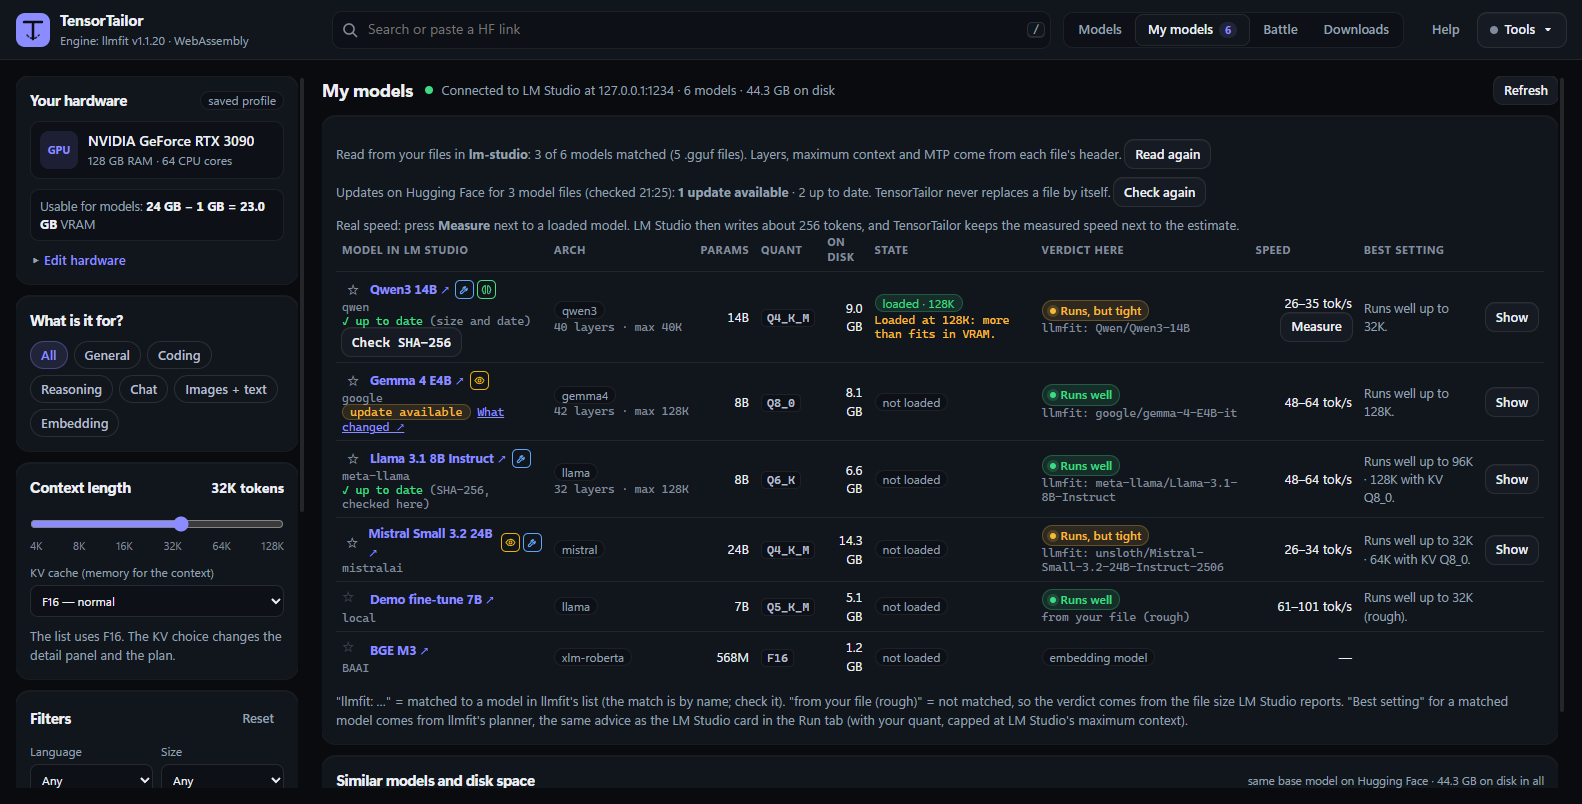 TensorTailor
Engine: llmfit v1.1.20 · WebAssembly
Search or paste a HF link
/
Models
My models 6
Battle
Downloads
Help
Tools
Your hardware
saved profile
GPU
NVIDIA GeForce RTX 3090
128 GB RAM · 64 CPU cores
Usable for models: 24 GB − 1 GB = 23.0
GB VRAM
▸ Edit hardware
What is it for?
All
General
Coding
Reasoning
Chat
Images + text
Embedding
Context length
32K tokens
4K 8K 16K 32K 64K 128K
KV cache (memory for the context)
F16 — normal
The list uses F16. The KV choice changes the
detail panel and the plan.
Filters
Reset
Language
Size
Any
Any
My models
Connected to LM Studio at 127.0.0.1:1234 · 6 models · 44.3 GB on disk
Refresh
Read from your files in lm-studio: 3 of 6 models matched (5 .gguf files). Layers, maximum context and MTP come from each file's header.
Read again
Updates on Hugging Face for 3 model files (checked 21:25): 1 update available · 2 up to date. TensorTailor never replaces a file by itself.
Check again
Real speed: press Measure next to a loaded model. LM Studio then writes about 256 tokens, and TensorTailor keeps the measured speed next to the estimate.
MODEL IN LM STUDIO
ARCH
PARAMS
QUANT
ON
DISK
STATE
VERDICT HERE
SPEED
BEST SETTING
☆ Qwen3 14B ↗
qwen
✓ up to date (size and date)
Check SHA-256
qwen3
40 layers · max 40K
14B
Q4_K_M
9.0
GB
loaded · 128K
Loaded at 128K: more
than fits in VRAM.
Runs, but tight
llmfit: Qwen/Qwen3-14B
26–35 tok/s
Measure
Runs well up to
32K.
Show
☆ Gemma 4 E4B ↗
google
update available What
changed ↗
gemma4
42 layers · max 128K
8B
Q8_0
8.1
GB
not loaded
Runs well
llmfit: google/gemma-4-E4B-it
48–64 tok/s
Runs well up to
128K.
Show
☆ Llama 3.1 8B Instruct ↗
meta-llama
✓ up to date (SHA-256,
checked here)
llama
32 layers · max 128K
8B
Q6_K
6.6
GB
not loaded
Runs well
llmfit: meta-llama/Llama-3.1-
8B-Instruct
48–64 tok/s
Runs well up to 96K
· 128K with KV
Q8_0.
Show
☆ Mistral Small 3.2 24B
↗
mistralai
mistral
24B
Q4_K_M
14.3
GB
not loaded
Runs, but tight
llmfit: unsloth/Mistral-
Small-3.2-24B-Instruct-2506
26–34 tok/s
Runs well up to 32K
· 64K with KV Q8_0.
Show
☆ Demo fine-tune 7B ↗
local
llama
7B
Q5_K_M
5.1
GB
not loaded
Runs well
from your file (rough)
61–101 tok/s
Runs well up to 32K
(rough).
☆ BGE M3 ↗
BAAI
xlm-roberta
568M
F16
1.2
GB
not loaded
embedding model
—
"llmfit: ..." = matched to a model in llmfit's list (the match is by name; check it). "from your file (rough)" = not matched, so the verdict comes from the file size LM Studio reports. "Best setting" for a matched
model comes from llmfit's planner, the same advice as the LM Studio card in the Run tab (with your quant, capped at LM Studio's maximum context).
Similar models and disk space
same base model on Hugging Face · 44.3 GB on disk in all